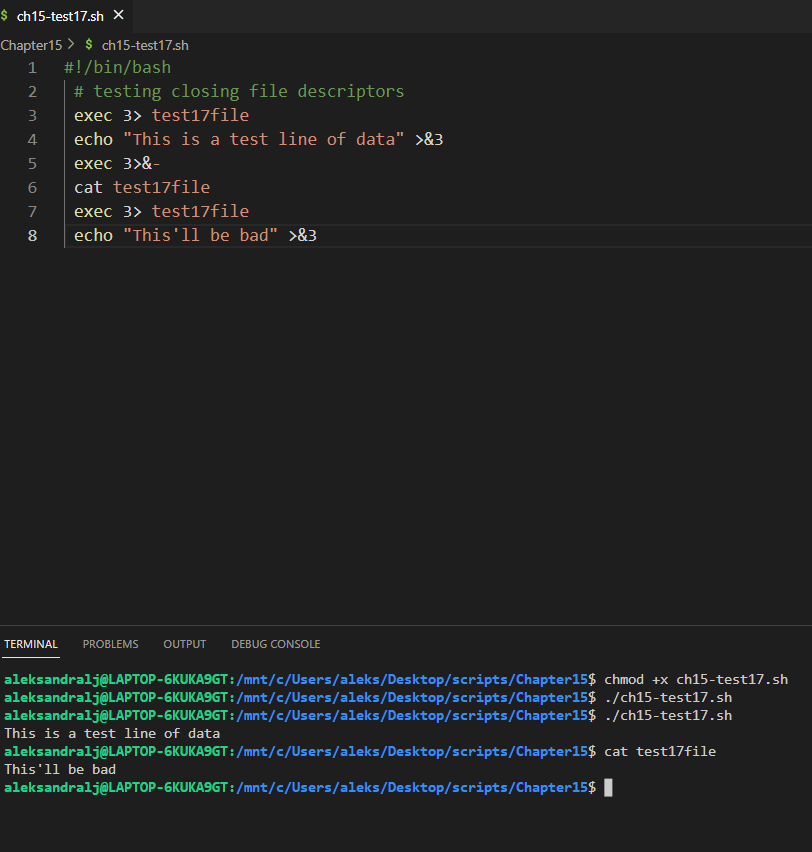 $ ch15-test17.sh ×
Chapter15 > $ ch15-test17.sh
1 #!/bin/bash
2 # testing closing file descriptors
3 exec 3> test17file
4 echo "This is a test line of data" >&3
5 exec 3>&-
6 cat test17file
7 exec 3> test17file
8 echo "This'll be bad" >&3
TERMINAL PROBLEMS OUTPUT DEBUG CONSOLE
aleksandralj@LAPTOP-6KUKA9GT:/mnt/c/Users/aleks/Desktop/scripts/Chapter15$ chmod +x ch15-test17.sh
aleksandralj@LAPTOP-6KUKA9GT:/mnt/c/Users/aleks/Desktop/scripts/Chapter15$ ./ch15-test17.sh
aleksandralj@LAPTOP-6KUKA9GT:/mnt/c/Users/aleks/Desktop/scripts/Chapter15$ ./ch15-test17.sh
This is a test line of data
aleksandralj@LAPTOP-6KUKA9GT:/mnt/c/Users/aleks/Desktop/scripts/Chapter15$ cat test17file
This'll be bad
aleksandralj@LAPTOP-6KUKA9GT:/mnt/c/Users/aleks/Desktop/scripts/Chapter15$